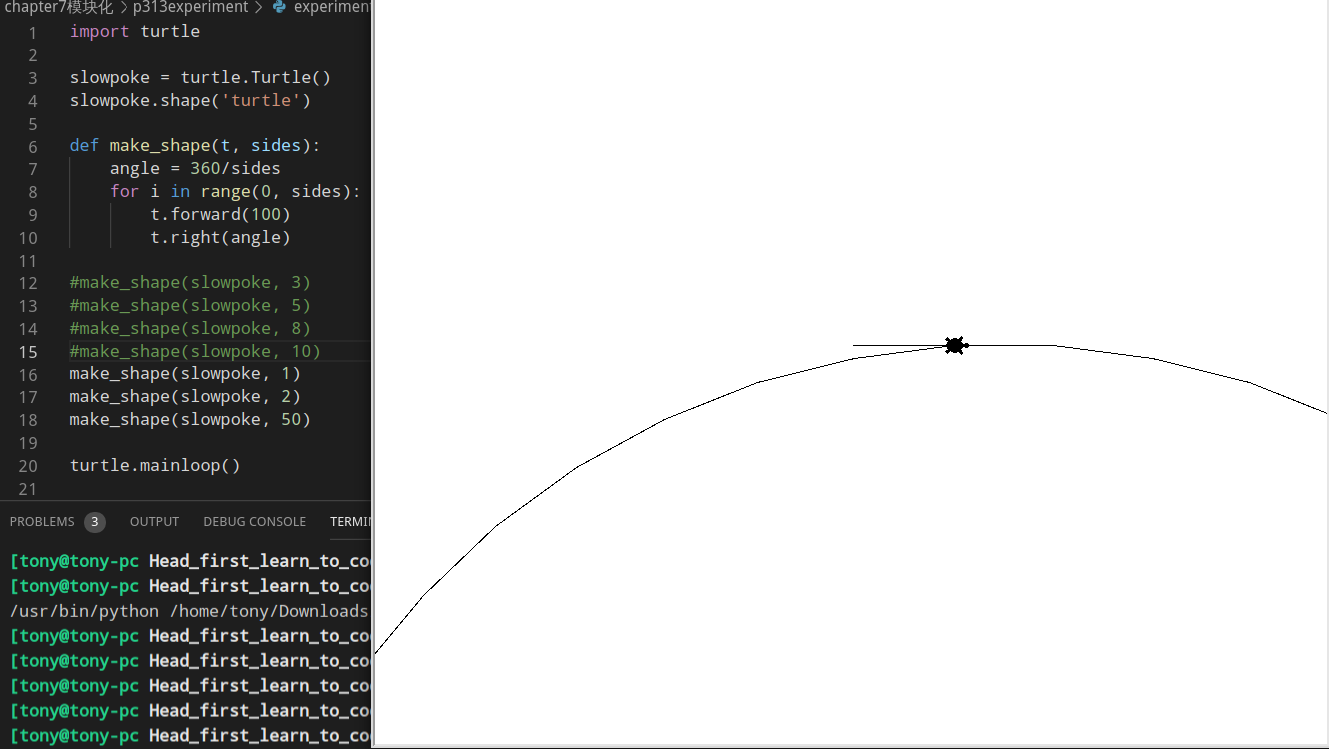 chapter7模块化 > p313experiment > experimen
1 import turtle
2
3 slowpoke = turtle.Turtle()
4 slowpoke.shape('turtle')
5
6 def make_shape(t, sides):
7 angle = 360/sides
8 for i in range(0, sides):
9 t.forward(100)
10 t.right(angle)
11
12 #make_shape(slowpoke, 3)
13 #make_shape(slowpoke, 5)
14 #make_shape(slowpoke, 8)
15 #make_shape(slowpoke, 10)
16 make_shape(slowpoke, 1)
17 make_shape(slowpoke, 2)
18 make_shape(slowpoke, 50)
19
20 turtle.mainloop()
21
PROBLEMS 3 OUTPUT DEBUG CONSOLE TERMI
[tony@tony-pc Head_first_learn_to_co
[tony@tony-pc Head_first_learn_to_co
/usr/bin/python /home/tony/Downloads
[tony@tony-pc Head_first_learn_to_co
[tony@tony-pc Head_first_learn_to_co
[tony@tony-pc Head_first_learn_to_co
[tony@tony-pc Head_first_learn_to_co
[tony@tony-pc Head_first_learn_to_co